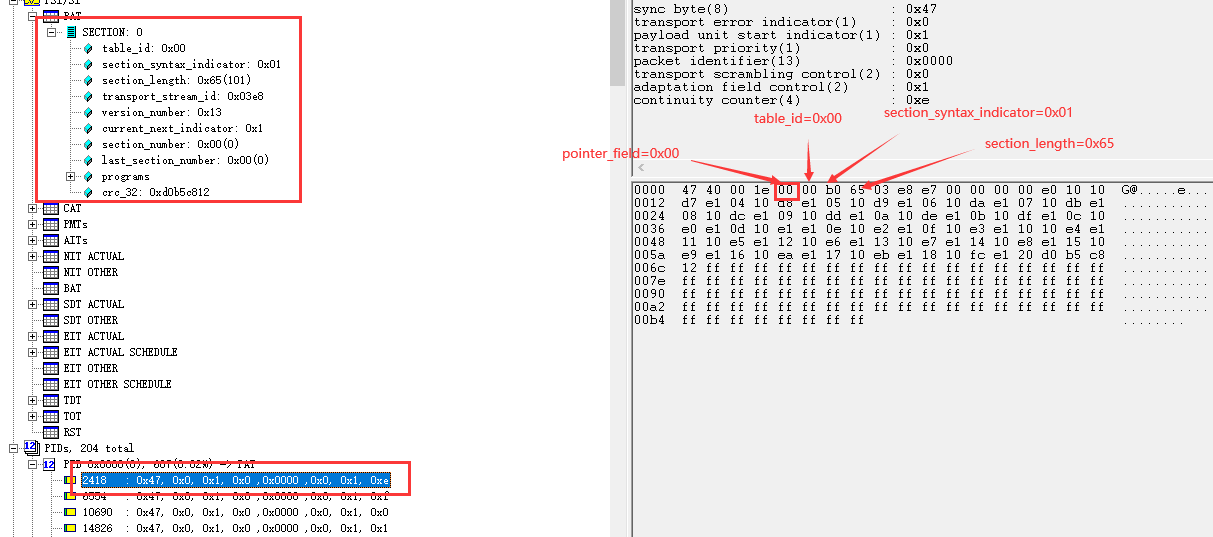 PSI/SI
PAT
SECTION: 0
table_id: 0x00
section_syntax_indicator: 0x01
section_length: 0x65(101)
transport_stream_id: 0x03e8
version_number: 0x13
current_next_indicator: 0x1
section_number: 0x00(0)
last_section_number: 0x00(0)
programs
crc_32: 0xd0b5c812
CAT
PMTs
AITs
NIT ACTUAL
NIT OTHER
BAT
SDT ACTUAL
SDT OTHER
EIT ACTUAL
EIT ACTUAL SCHEDULE
EIT OTHER
EIT OTHER SCHEDULE
TDT
TOT
RST
PIDs, 204 total
PID 0x0000(0), 607(0.02%) -> PAT
2418 : 0x47, 0x0, 0x1, 0x0 ,0x0000 ,0x0, 0x1, 0xe
6554 : 0x47, 0x0, 0x1, 0x0 ,0x0000 ,0x0, 0x1, 0xf
10690 : 0x47, 0x0, 0x1, 0x0 ,0x0000 ,0x0, 0x1, 0x0
14826 : 0x47, 0x0, 0x1, 0x0 ,0x0000 ,0x0, 0x1, 0x1
sync byte(8) : 0x47
transport error indicator(1) : 0x0
payload unit start indicator(1) : 0x1
transport priority(1) : 0x0
packet identifier(13) : 0x0000
transport scrambling control(2) : 0x0
adaptation field control(2) : 0x1
continuity counter(4) : 0xe
section_syntax_indicator=0x01
table_id=0x00
section_length=0x65
pointer_field=0x00
0000 47 40 00 1e 00 00 b0 65 03 e8 e7 00 00 00 00 e0 10 10 G@.....e...
0012 d7 e1 04 10 d8 e1 05 10 d9 e1 06 10 da e1 07 10 db e1 ...........
0024 08 10 dc e1 09 10 dd e1 0a 10 de e1 0b 10 df e1 0c 10 ...........
0036 e0 e1 0d 10 e1 e1 0e 10 e2 e1 0f 10 e3 e1 10 10 e4 e1 ...........
0048 11 10 e5 e1 12 10 e6 e1 13 10 e7 e1 14 10 e8 e1 15 10 ...........
005a e9 e1 16 10 ea e1 17 10 eb e1 18 10 fc e1 20 d0 b5 c8 ...........
006c 12 ff ff ff ff ff ff ff ff ff ff ff ff ff ff ff ff ff ...........
007e ff ff ff ff ff ff ff ff ff ff ff ff ff ff ff ff ff ff ...........
0090 ff ff ff ff ff ff ff ff ff ff ff ff ff ff ff ff ff ff ...........
00a2 ff ff ff ff ff ff ff ff ff ff ff ff ff ff ff ff ff ff ...........
00b4 ff ff ff ff ff ff ff ff ........